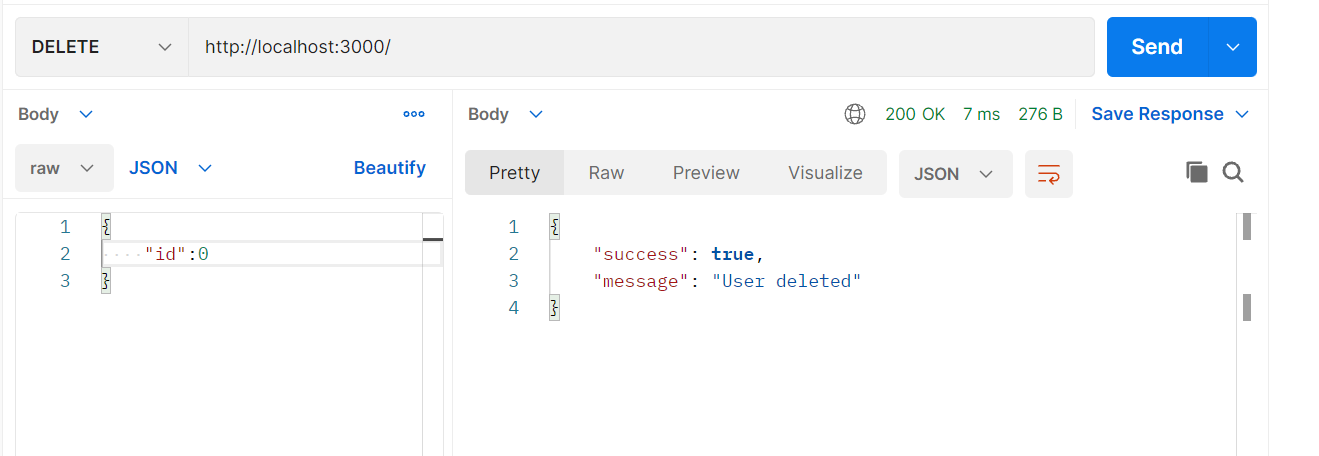 DELETE http://localhost:3000/ Send
Body Body 200 OK 7 ms 276 B Save Response
raw JSON Beautify Pretty Raw Preview Visualize JSON
1 {
2 "id":0
3 }
1 {
2 "success": true,
3 "message": "User deleted"
4 }